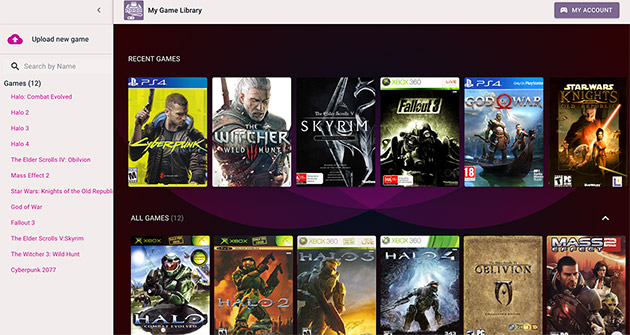 My Game Library
MY ACCOUNT
Upload new game
Search by Name
Games (12)
Halo: Combat Evolved
Halo 2
Halo 3
Halo 4
The Elder Scrolls IV: Oblivion
Mass Effect 2
Star Wars: Knights of the Old Republi
God of War
Fallout 3
The Elder Scrolls V:Skyrim
The Witcher 3: Wild Hunt
Cyberpunk 2077
RECENT GAMES
PS4
CYBERPUNK
THE
WITCHER
WILD HUNT
The Elder Scrolls V
SKYRIM
XBOX 360 LIVE
Fallout 3
PS4
GOD OF WAR
18
STAR WARS
KNIGHTS
OF THE OLD REPUBLIC
PC
ALL GAMES (12)
XBOX
HALO
COMBAT EVOLVED
XBOX
HALO 2
XBOX 360
HALO 3
XBOX 360
HALO 4
OBLIVION
PC
MASS
EFFECT 2
PC